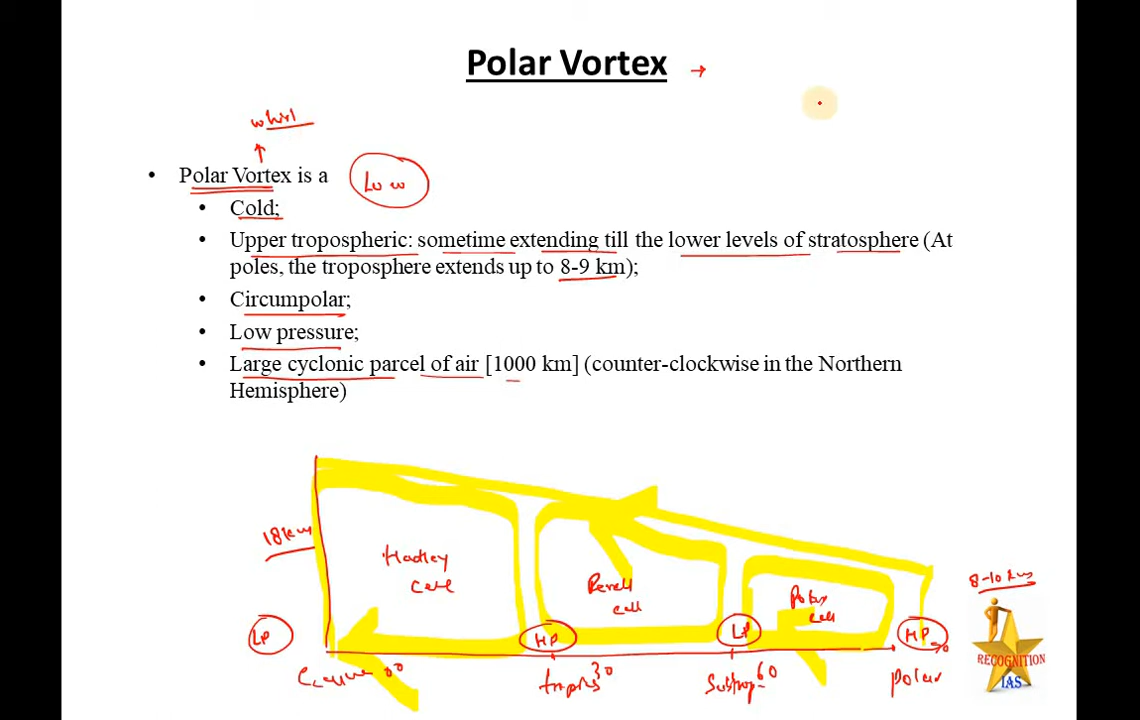 Polar Vortex →
whirl
• Polar Vortex is a Low
• Cold;
• Upper tropospheric: sometime extending till the lower levels of stratosphere (At
poles, the troposphere extends up to 8-9 km);
• Circumpolar;
• Low pressure;
• Large cyclonic parcel of air [1000 km] (counter-clockwise in the Northern
Hemisphere)
18km
Hadley
cell
cell
Polar
cell
8-10 kms
LP
HP
LP
HP
0°
30
60
Polar
90
RECOGNITION
IAS